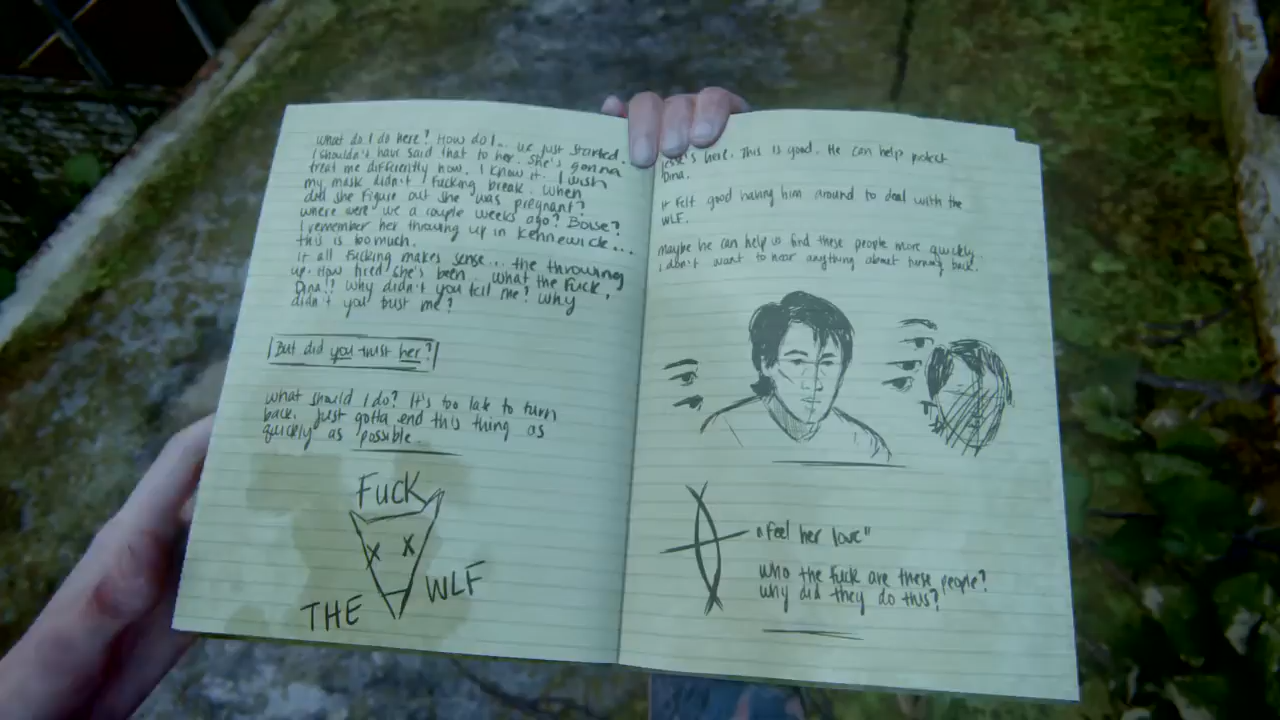 What do I do here? How do I... we just started.
I shouldn't have said that to her. She's gonna
treat me differently now. I know it. I wish
my mask didn't fucking break. When
did she figure out she was pregnant?
where were we a couple weeks ago? Boise?
I remember her throwing up in Kennewick...
this is too much.
It all fucking makes sense... the throwing
up. How tired she's been. What the Fuck,
Dina!? Why didn't you tell me? Why
didn't you trust me?
But did you trust her?
What should I do? It's too late to turn
back. Just gotta end this thing as
quickly as possible
FUCK
THE
WLF
Jesse's here. This is good. He can help protect
Dina.
It felt good having him around to deal with the
WLF.
Maybe he can help us find these people more quickly.
I don't want to hear anything about turning back.
"feel her love"
who the fuck are these people?
why did they do this?